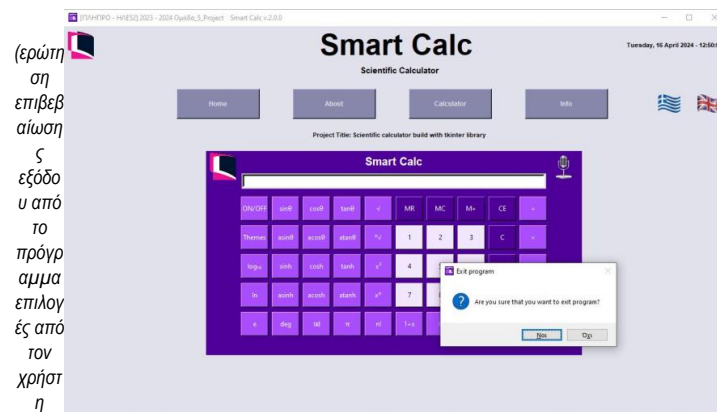 [ΠΛΗΠΡΟ - ΗΛΕ52] 2023 - 2024 Ομάδα_5_Project Smart Calc v.2.0.0
Smart Calc
Tuesday, 16 April 2024 - 12:50:
Scientific Calculator
Home About Calculator Info
Project Title: Scientific calculator build with tkinter library
Smart Calc
ON/OFF sinθ cosθ tanθ √ MR MC M+ CE
Themes asinθ acosθ atanθ 1 2 3 C
sinh cosh tanh 4
ln asinh acosh atanh 7
e deg π n!
Exit program
Are you sure that you want to exit program?
Ναι Όχι
(ερώτη
ση
επιβεβ
αίωση
ς
εξόδο
υ από
το
πρόγρ
αμμα
επιλογ
ές από
τον
χρήστ
η